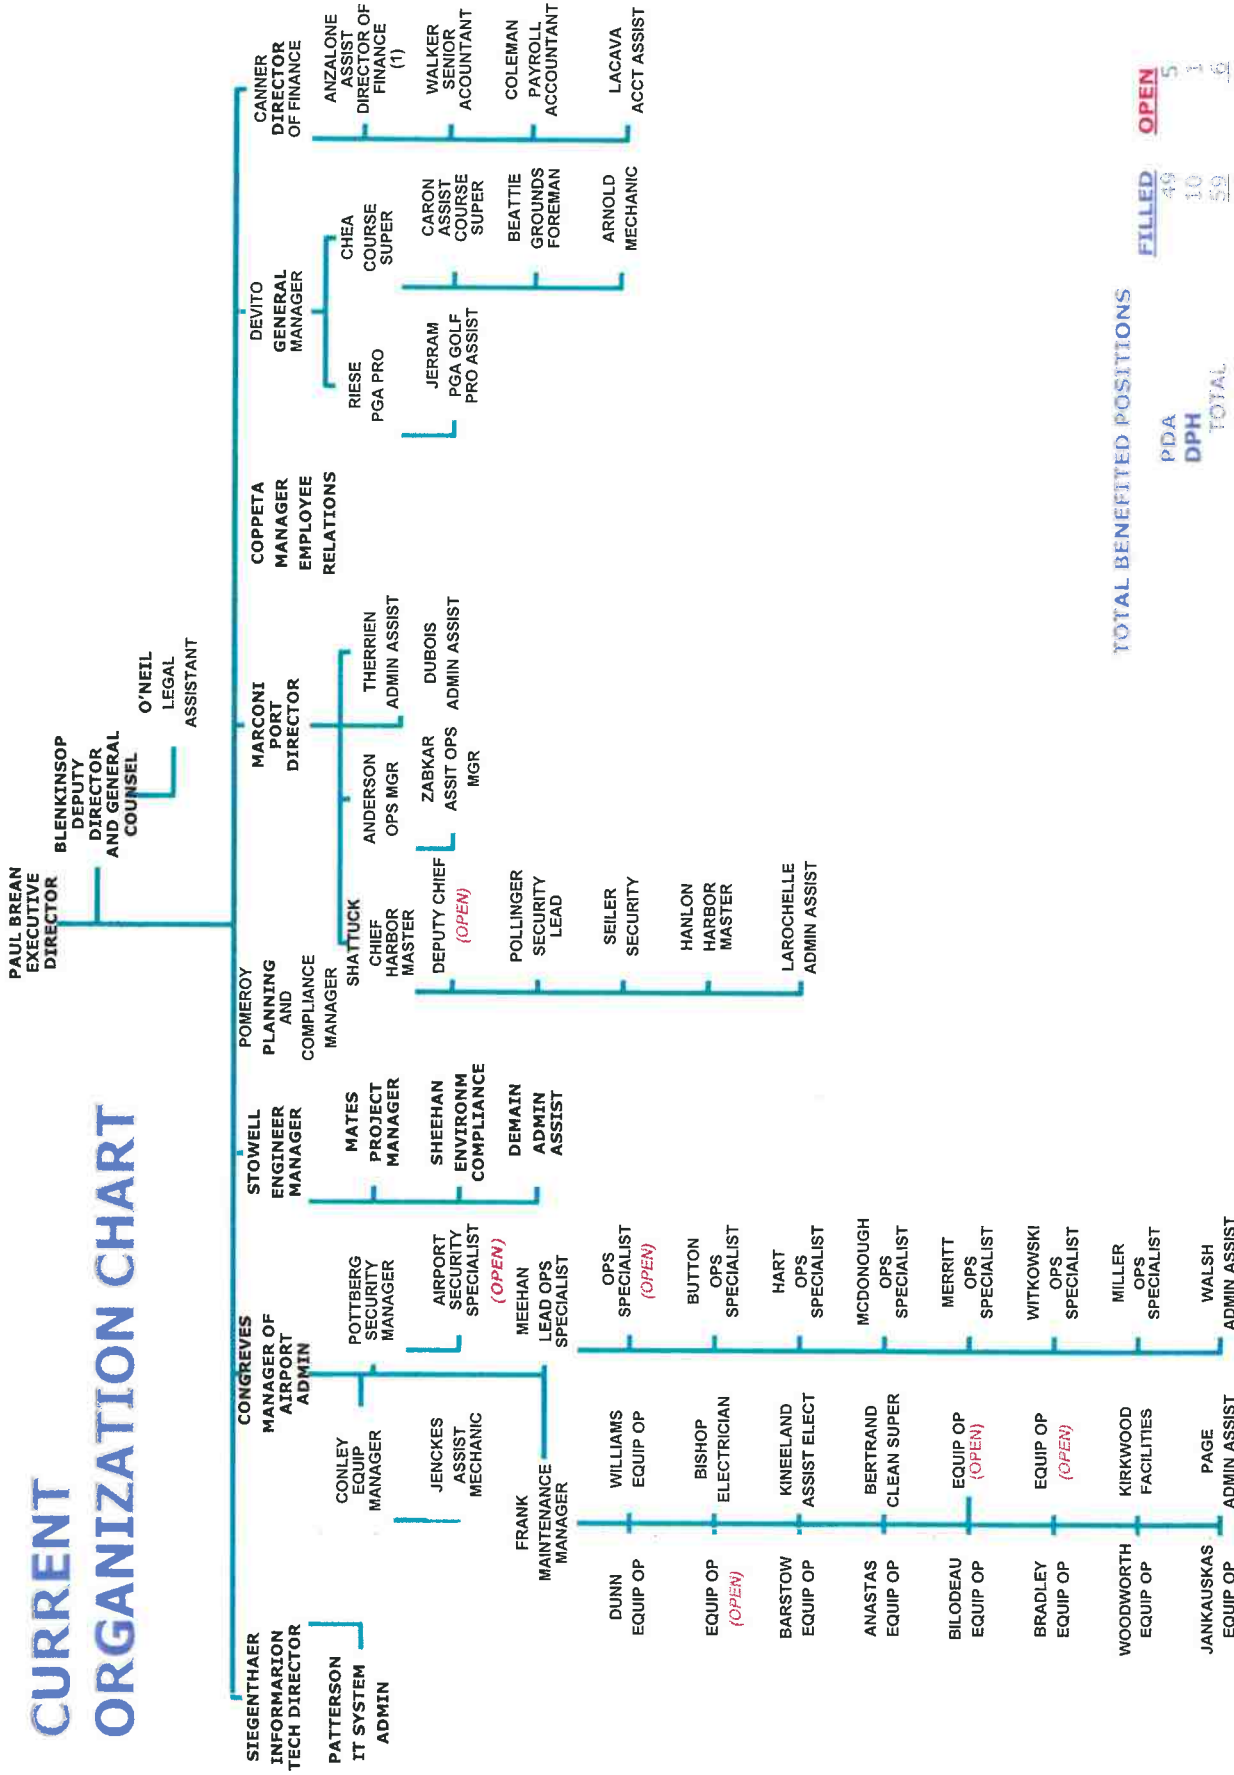 CURRENT
ORGANIZATION CHART
PAUL BREAN
EXECUTIVE
DIRECTOR
BLENKINSOP
DEPUTY
DIRECTOR
AND GENERAL
COUNSEL
O'NEIL
LEGAL
ASSISTANT
SIEGENTHAER
INFORMARION
TECH DIRECTOR
PATTERSON
IT SYSTEM
ADMIN
CONGREVES
MANAGER OF
AIRPORT
ADMIN
CONLEY
EQUIP
MANAGER
JENCKES
ASSIST
MECHANIC
POTTBERG
SECURITY
MANAGER
AIRPORT
SECURITY
SPECIALIST
(OPEN)
FRANK
MAINTENANCE
MANAGER
DUNN
EQUIP OP
EQUIP OP
(OPEN)
BARSTOW
EQUIP OP
ANASTAS
EQUIP OP
BILODEAU
EQUIP OP
BRADLEY
EQUIP OP
WOODWORTH
EQUIP OP
JANKAUSKAS
EQUIP OP
WILLIAMS
EQUIP OP
BISHOP
ELECTRICIAN
KINEELAND
ASSIST ELECT
BERTRAND
CLEAN SUPER
EQUIP OP
(OPEN)
EQUIP OP
(OPEN)
KIRKWOOD
FACILITIES
PAGE
ADMIN ASSIST
MEEHAN
LEAD OPS
SPECIALIST
OPS
SPECIALIST
(OPEN)
BUTTON
OPS
SPECIALIST
HART
OPS
SPECIALIST
MCDONOUGH
OPS
SPECIALIST
MERRITT
OPS
SPECIALIST
WITKOWSKI
OPS
SPECIALIST
MILLER
OPS
SPECIALIST
WALSH
ADMIN ASSIST
STOWELL
ENGINEER
MANAGER
MATES
PROJECT
MANAGER
SHEEHAN
ENVIRONM
COMPLIANCE
DEMAIN
ADMIN
ASSIST
POMEROY
PLANNING
AND
COMPLIANCE
MANAGER
MARCONI
PORT
DIRECTOR
SHATTUCK
CHIEF
HARBOR
MASTER
DEPUTY CHIEF
(OPEN)
POLLINGER
SECURITY
LEAD
SEILER
SECURITY
HANLON
HARBOR
MASTER
LAROCHELLE
ADMIN ASSIST
ANDERSON
OPS MGR
ZABKAR
ASSIT OPS
MGR
THERRIEN
ADMIN ASSIST
DUBOIS
ADMIN ASSIST
COPPETA
MANAGER
EMPLOYEE
RELATIONS
DEVITO
GENERAL
MANAGER
RIESE
PGA PRO
JERRAM
PGA GOLF
PRO ASSIST
CHEA
COURSE
SUPER
CARON
ASSIST
COURSE
SUPER
BEATTIE
GROUNDS
FOREMAN
ARNOLD
MECHANIC
CANNER
DIRECTOR
OF FINANCE
ANZALONE
ASSIST
DIRECTOR OF
FINANCE
(1)
WALKER
SENIOR
ACOUNTANT
COLEMAN
PAYROLL
ACCOUNTANT
LACAVA
ACCT ASSIST
TOTAL BENEFITED POSITIONS FILLED OPEN
PDA 49 5
DPH 10 1
TOTAL 59 6